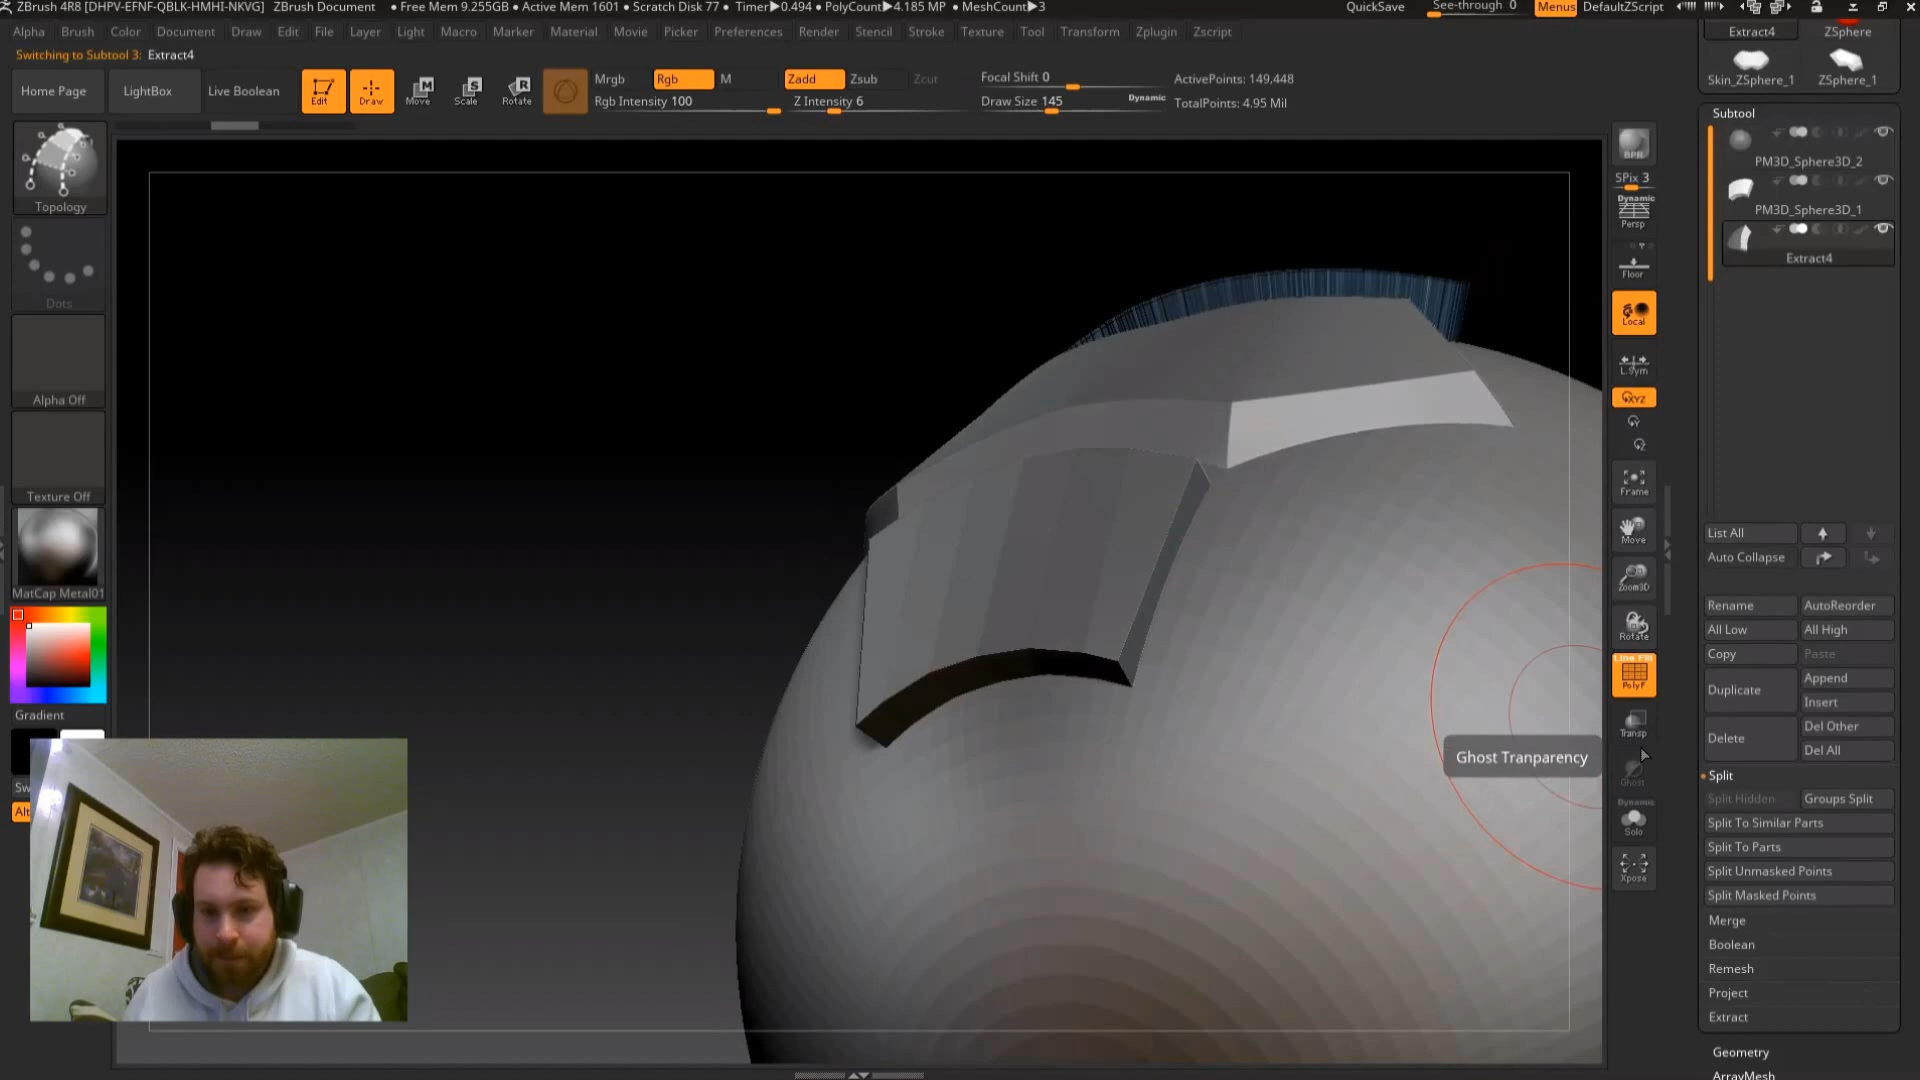 ZBrush 4R8 [DHPV-EFNF-QBLK-HMHI-NKVG] ZBrush Document • Free Mem 9.255GB • Active Mem 1601 • Scratch Disk 77 • Timer▶0.494 • PolyCount▶4.185 MP • MeshCount▶3 QuickSave See-through 0 Menus DefaultZScript
Alpha Brush Color Document Draw Edit File Layer Light Macro Marker Material Movie Picker Preferences Render Stencil Stroke Texture Tool Transform Zplugin Zscript
Switching to Subtool 3: Extract4
Home Page LightBox Live Boolean Edit Draw Move Scale Rotate
Mrgb Rgb M Zadd Zsub Zcut Focal Shift 0 ActivePoints: 149,448
Rgb Intensity 100 Z Intensity 6 Draw Size 145 Dynamic TotalPoints: 4.95 Mil
Topology
Dots
Alpha Off
Texture Off
MatCap Metal01
Gradient
Sw
Alt
BPR
SPix 3
Dynamic
Persp
Floor
Local
L.Sym
XYZ
Frame
Move
Zoom3D
Rotate
Line Fill
PolyF
Transp
Ghost
Dynamic
Solo
Xpose
Ghost Tranparency
Extract4 ZSphere
Skin_ZSphere_1 ZSphere_1
Subtool
PM3D_Sphere3D_2
PM3D_Sphere3D_1
Extract4
List All
Auto Collapse
Rename AutoReorder
All Low All High
Copy Paste
Duplicate Append
Insert
Delete Del Other
Del All
Split
Split Hidden Groups Split
Split To Similar Parts
Split To Parts
Split Unmasked Points
Split Masked Points
Merge
Boolean
Remesh
Project
Extract
Geometry
ArrayMesh